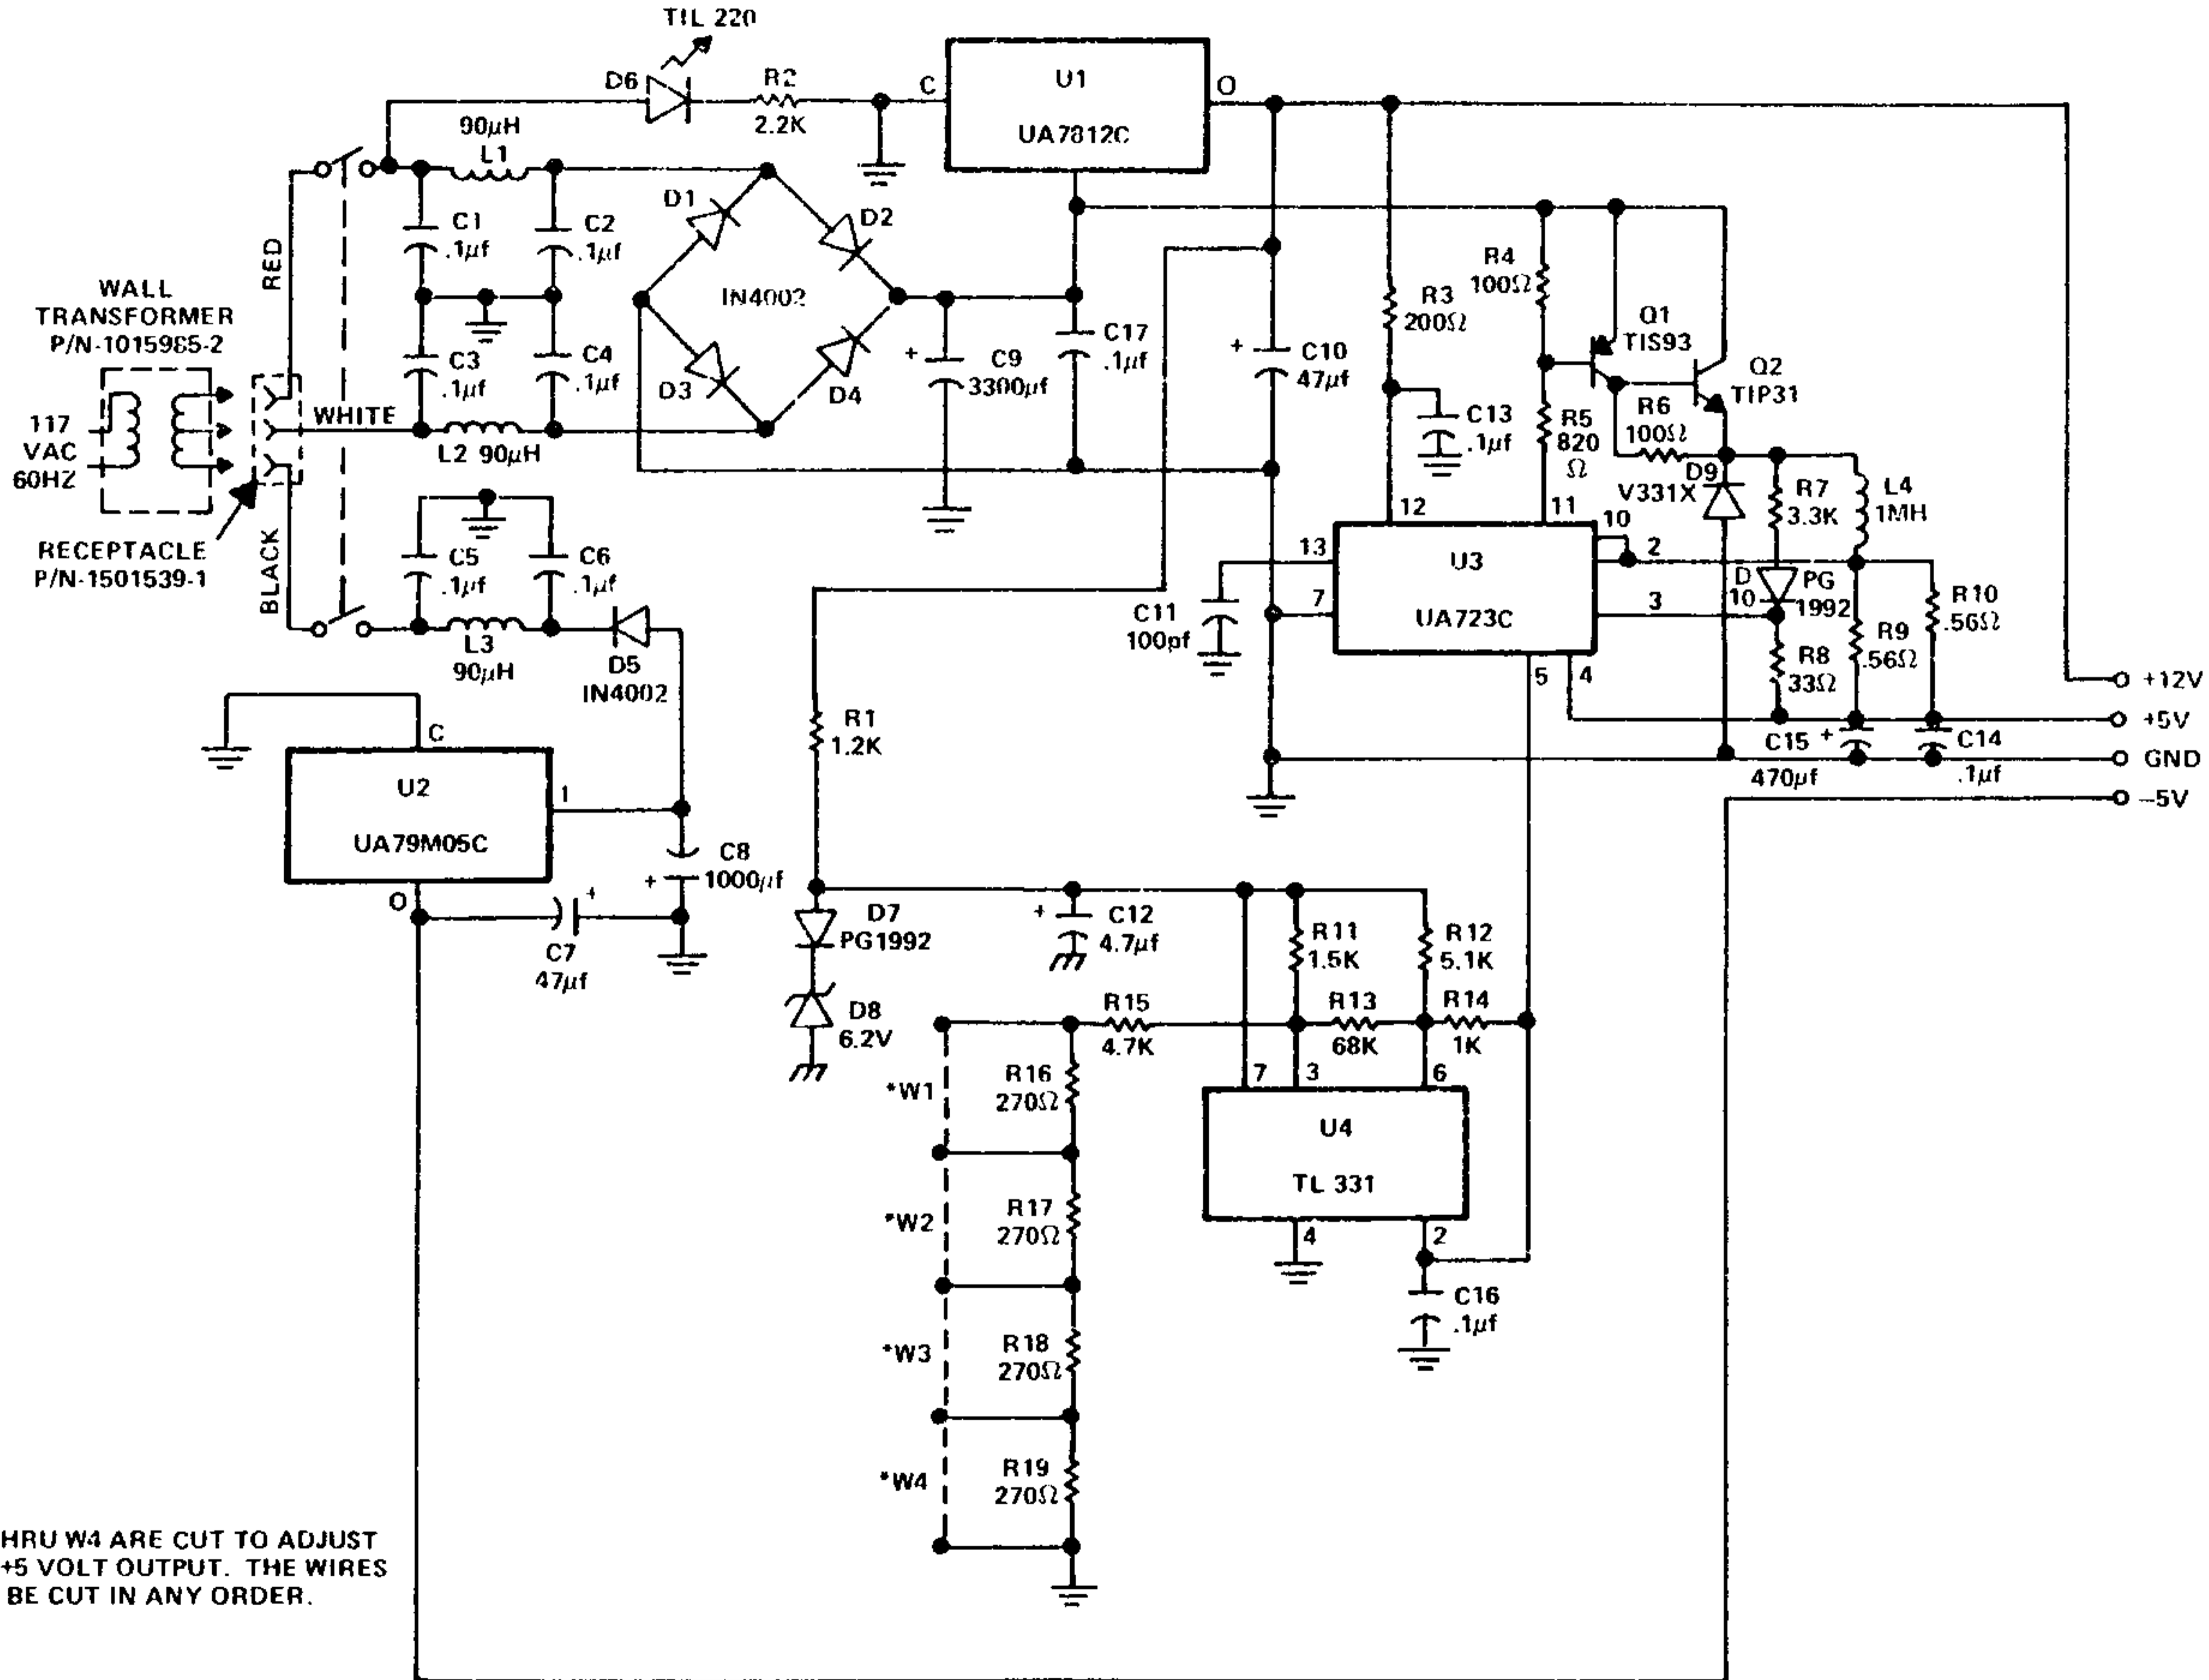 TIL 220
D6
R2
2.2K
C
U1
UA7812C
O
90µH
L1
RED
C1
.1µf
C2
.1µf
D1
D2
IN4002
D3
D4
C3
.1µf
C4
.1µf
WALL
TRANSFORMER
P/N-1015985-2
117
VAC
60HZ
WHITE
L2 90µH
RECEPTACLE
P/N-1501539-1
BLACK
C5
.1µf
C6
.1µf
L3
90µH
D5
IN4002
+
C9
3300µf
C17
.1µf
+
C10
47µf
R3
200Ω
C13
.1µf
R4
100Ω
Q1
TIS93
Q2
TIP31
R5
820
Ω
R6
100Ω
D9
V331X
R7
3.3K
L4
1MH
12
11
10
13
2
7
3
U3
UA723C
5
4
C11
100pf
D
10
PG
1992
R8
33Ω
R9
.56Ω
R10
.56Ω
C15
+
470µf
C14
.1µf
+12V
+5V
GND
–5V
C
U2
UA79M05C
I
O
C8
+
1000µf
+
C7
47µf
R1
1.2K
D7
PG1992
D8
6.2V
+
C12
4.7µf
R11
1.5K
R12
5.1K
R15
4.7K
R13
68K
R14
1K
7
3
6
U4
TL 331
4
2
C16
.1µf
*W1
R16
270Ω
*W2
R17
270Ω
*W3
R18
270Ω
*W4
R19
270Ω
HRU W4 ARE CUT TO ADJUST
+5 VOLT OUTPUT. THE WIRES
BE CUT IN ANY ORDER.